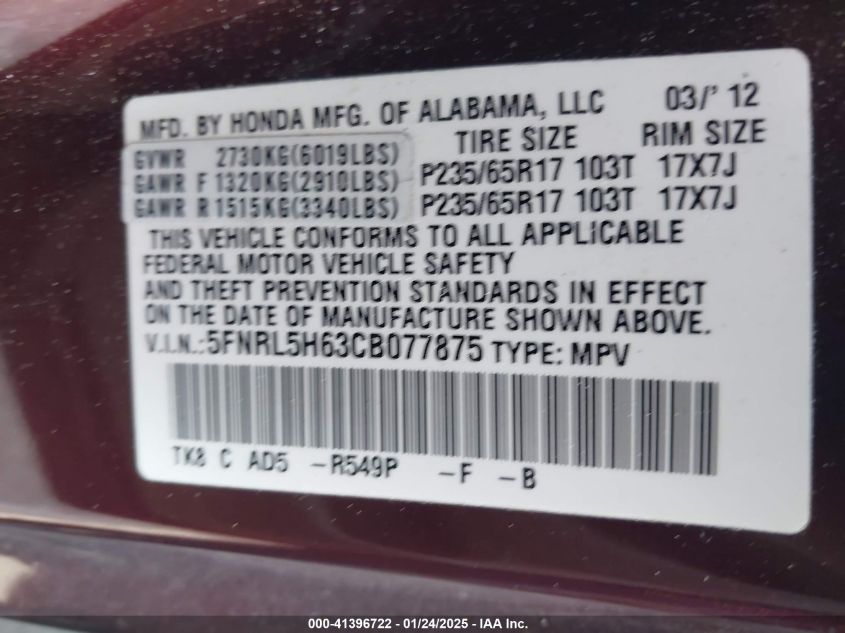 MFD. BY HONDA MFG. OF ALABAMA, LLC 03/'12
TIRE SIZE RIM SIZE
GVWR 2730KG(6019LBS)
GAWR F 1320KG(2910LBS) P235/65R17 103T 17X7J
GAWR R 1515KG(3340LBS) P235/65R17 103T 17X7J
THIS VEHICLE CONFORMS TO ALL APPLICABLE
FEDERAL MOTOR VEHICLE SAFETY
AND THEFT PREVENTION STANDARDS IN EFFECT
ON THE DATE OF MANUFACTURE SHOWN ABOVE.
V.I.N.:5FNRL5H63CB077875 TYPE: MPV
TK8 C AD5 -R549P -F -B
000-41396722 - 01/24/2025 - IAA Inc.